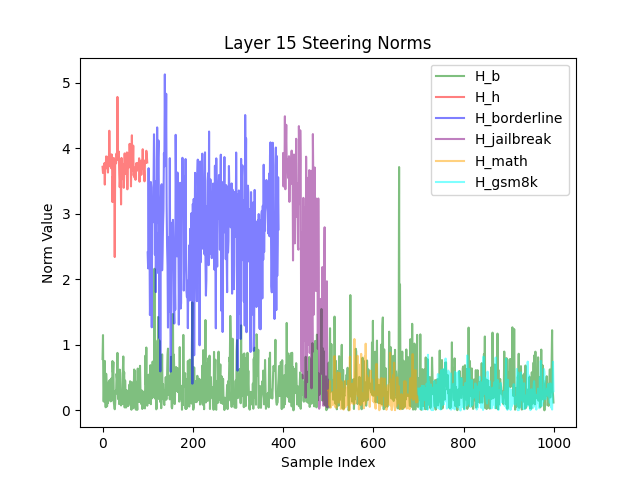 Layer 15 Steering Norms
Norm Value
5
4
3
2
1
0
H_b
H_h
H_borderline
H_jailbreak
H_math
H_gsm8k
0 200 400 600 800 1000
Sample Index